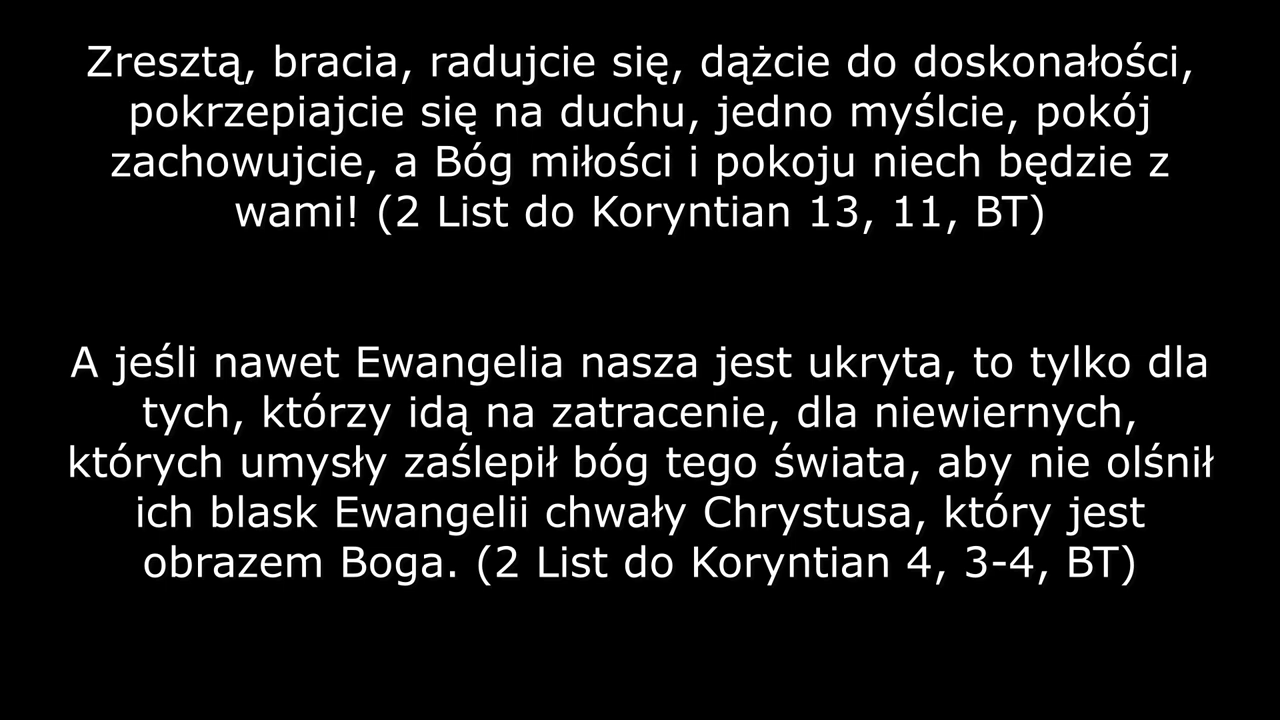 Zresztą, bracia, radujcie się, dążcie do doskonałości,
pokrzepiajcie się na duchu, jedno myślcie, pokój
zachowujcie, a Bóg miłości i pokoju niech będzie z
wami! (2 List do Koryntian 13, 11, BT)
A jeśli nawet Ewangelia nasza jest ukryta, to tylko dla
tych, którzy idą na zatracenie, dla niewiernych,
których umysły zaślepił bóg tego świata, aby nie olśnił
ich blask Ewangelii chwały Chrystusa, który jest
obrazem Boga. (2 List do Koryntian 4, 3-4, BT)